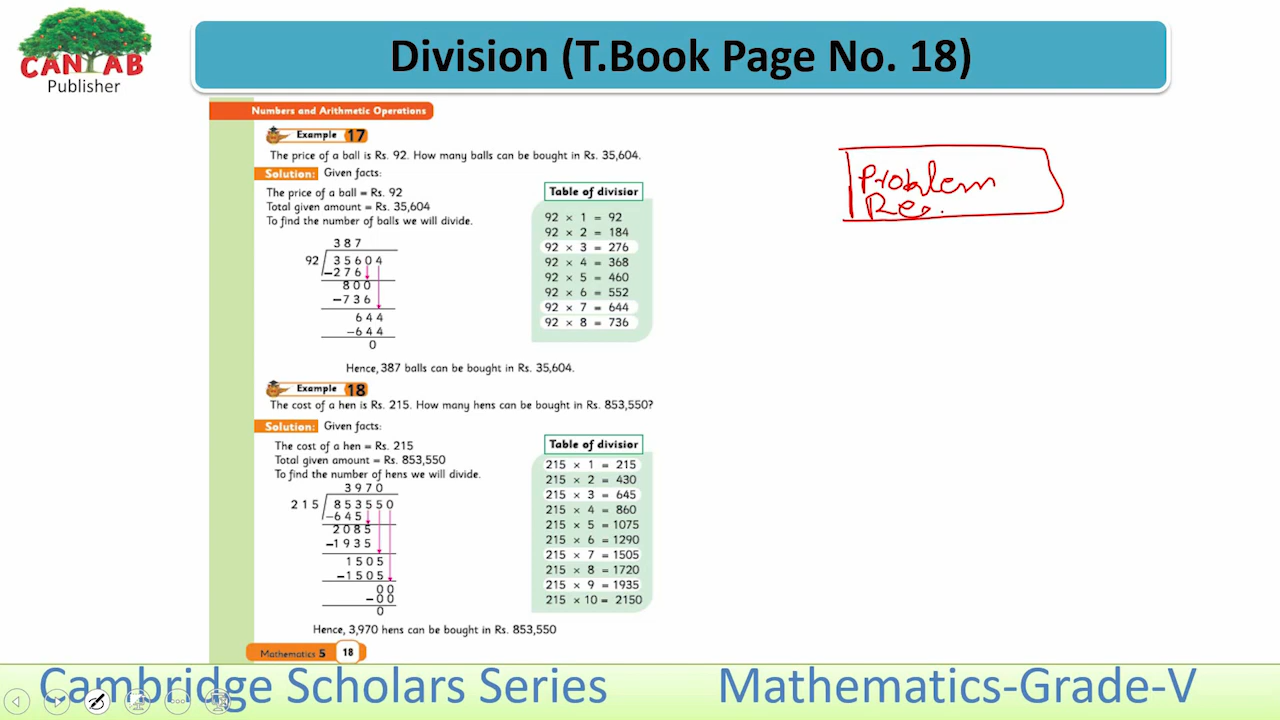 CANTAB
Publisher
Division (T.Book Page No. 18)
Numbers and Arithmetic Operations
Example 17
The price of a ball is Rs. 92. How many balls can be bought in Rs. 35,604.
Solution: Given facts:
The price of a ball = Rs. 92
Total given amount = Rs. 35,604
To find the number of balls we will divide.
387
92 35604
-276
800
-736
644
-644
0
Table of divisior
92 × 1 = 92
92 × 2 = 184
92 × 3 = 276
92 × 4 = 368
92 × 5 = 460
92 × 6 = 552
92 × 7 = 644
92 × 8 = 736
Hence, 387 balls can be bought in Rs. 35,604.
Example 18
The cost of a hen is Rs. 215. How many hens can be bought in Rs. 853,550?
Solution: Given facts:
The cost of a hen = Rs. 215
Total given amount = Rs. 853,550
To find the number of hens we will divide.
3970
215 853550
-645
2085
-1935
1505
-1505
00
-00
0
Table of divisior
215 × 1 = 215
215 × 2 = 430
215 × 3 = 645
215 × 4 = 860
215 × 5 = 1075
215 × 6 = 1290
215 × 7 = 1505
215 × 8 = 1720
215 × 9 = 1935
215 × 10 = 2150
Hence, 3,970 hens can be bought in Rs. 853,550
Mathematics 5 18
Problem
Res.
Cambridge Scholars Series
Mathematics-Grade-V